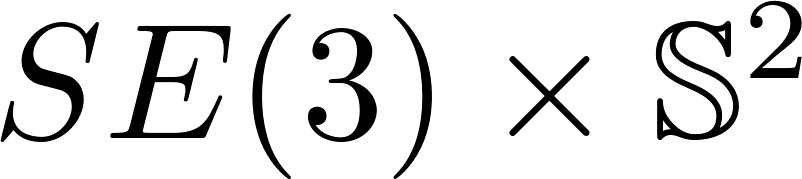 SE(3) × 𝕊²